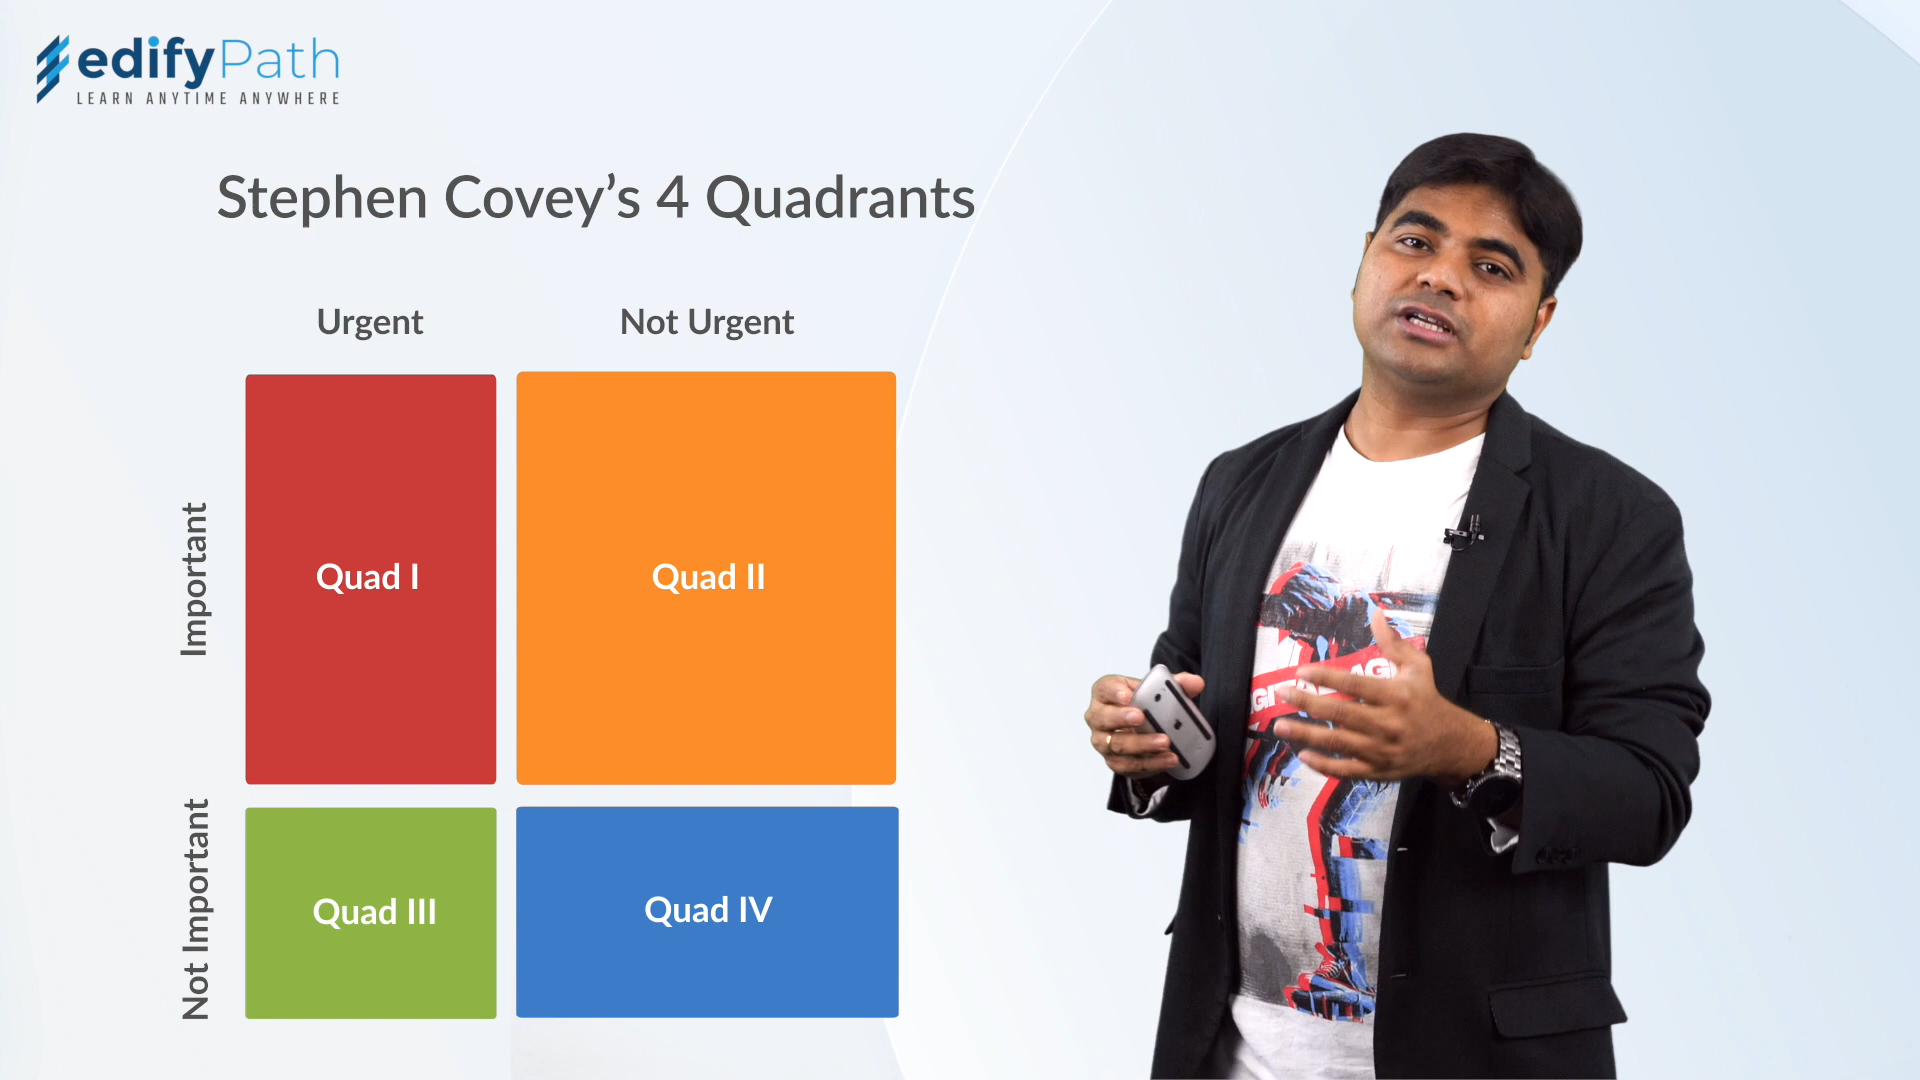 edifyPath
LEARN ANYTIME ANYWHERE
Stephen Covey’s 4 Quadrants
Urgent
Not Urgent
Important
Quad I
Quad II
Not Important
Quad III
Quad IV